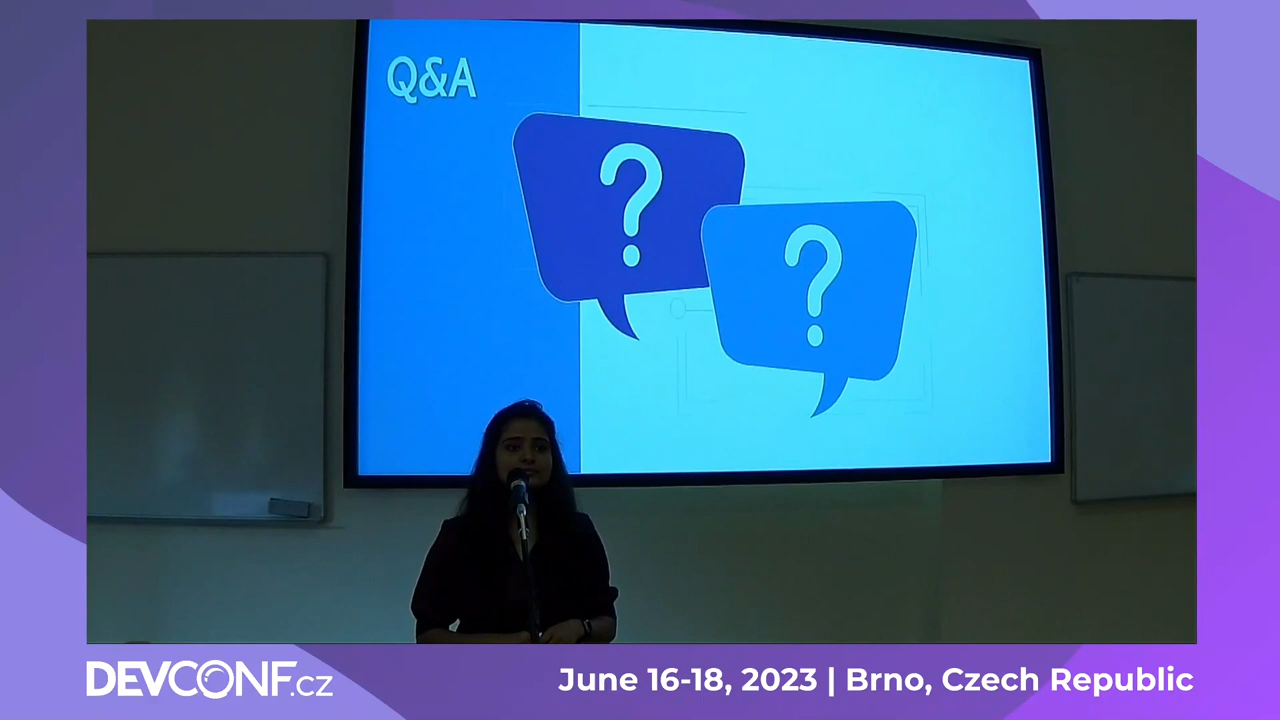 Q&A
?
?
DEVCONF.CZ
June 16-18, 2023 | Brno, Czech Republic